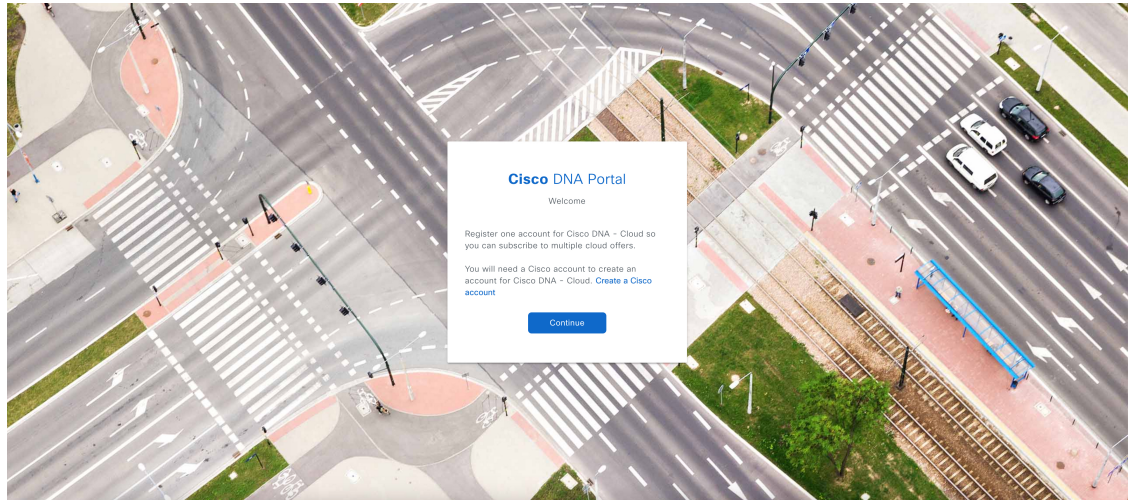 Cisco DNA Portal
Welcome
Register one account for Cisco DNA - Cloud so
you can subscribe to multiple cloud offers.
You will need a Cisco account to create an
account for Cisco DNA - Cloud. Create a Cisco
account
Continue